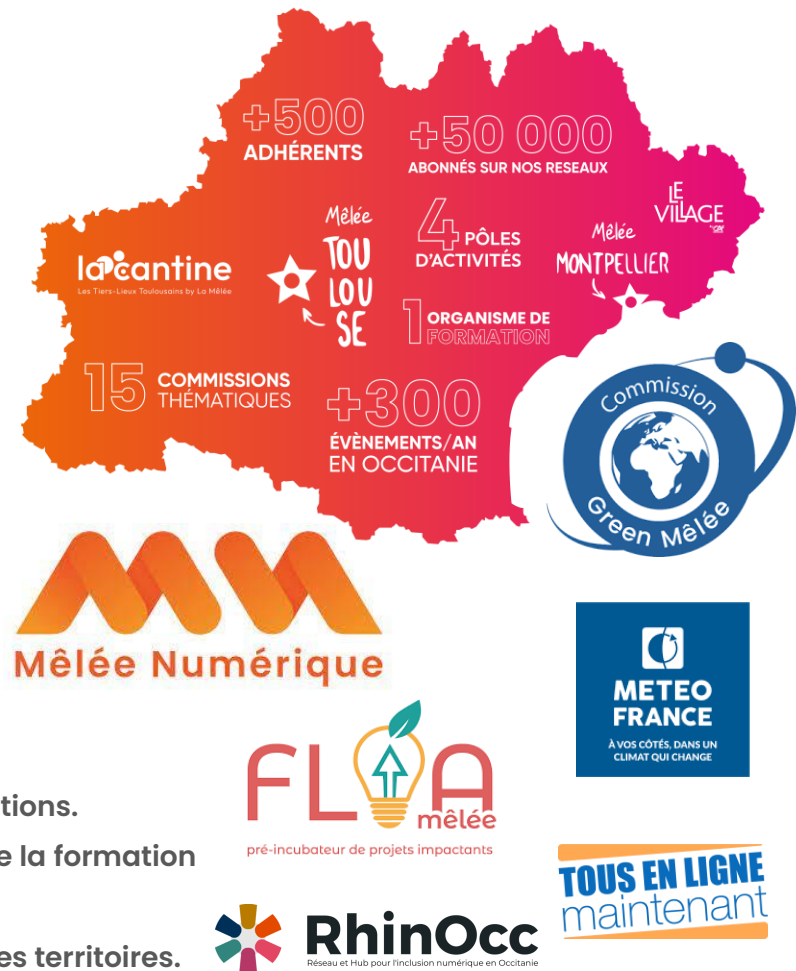 +500
ADHÉRENTS
+50 000
ABONNÉS SUR NOS RESEAUX
LE
VILLAGE
by CA
Mêlée
TOU
LOU
SE
4 PÔLES
D'ACTIVITÉS
Mêlée
MONTPELLIER
la cantine
Les Tiers-Lieux Toulousains by La Mêlée
1 ORGANISME DE
FORMATION
15 COMMISSIONS
THÉMATIQUES
+300
ÉVÈNEMENTS/AN
EN OCCITANIE
Commission
Green Mêlée
Mêlée Numérique
METEO
FRANCE
À VOS CÔTÉS, DANS UN
CLIMAT QUI CHANGE
FLOA
mêlée
pré-incubateur de projets impactants
tions.
e la formation
TOUS EN LIGNE
maintenant
es territoires.
RhinOcc
Réseau et Hub pour l'inclusion numérique en Occitanie